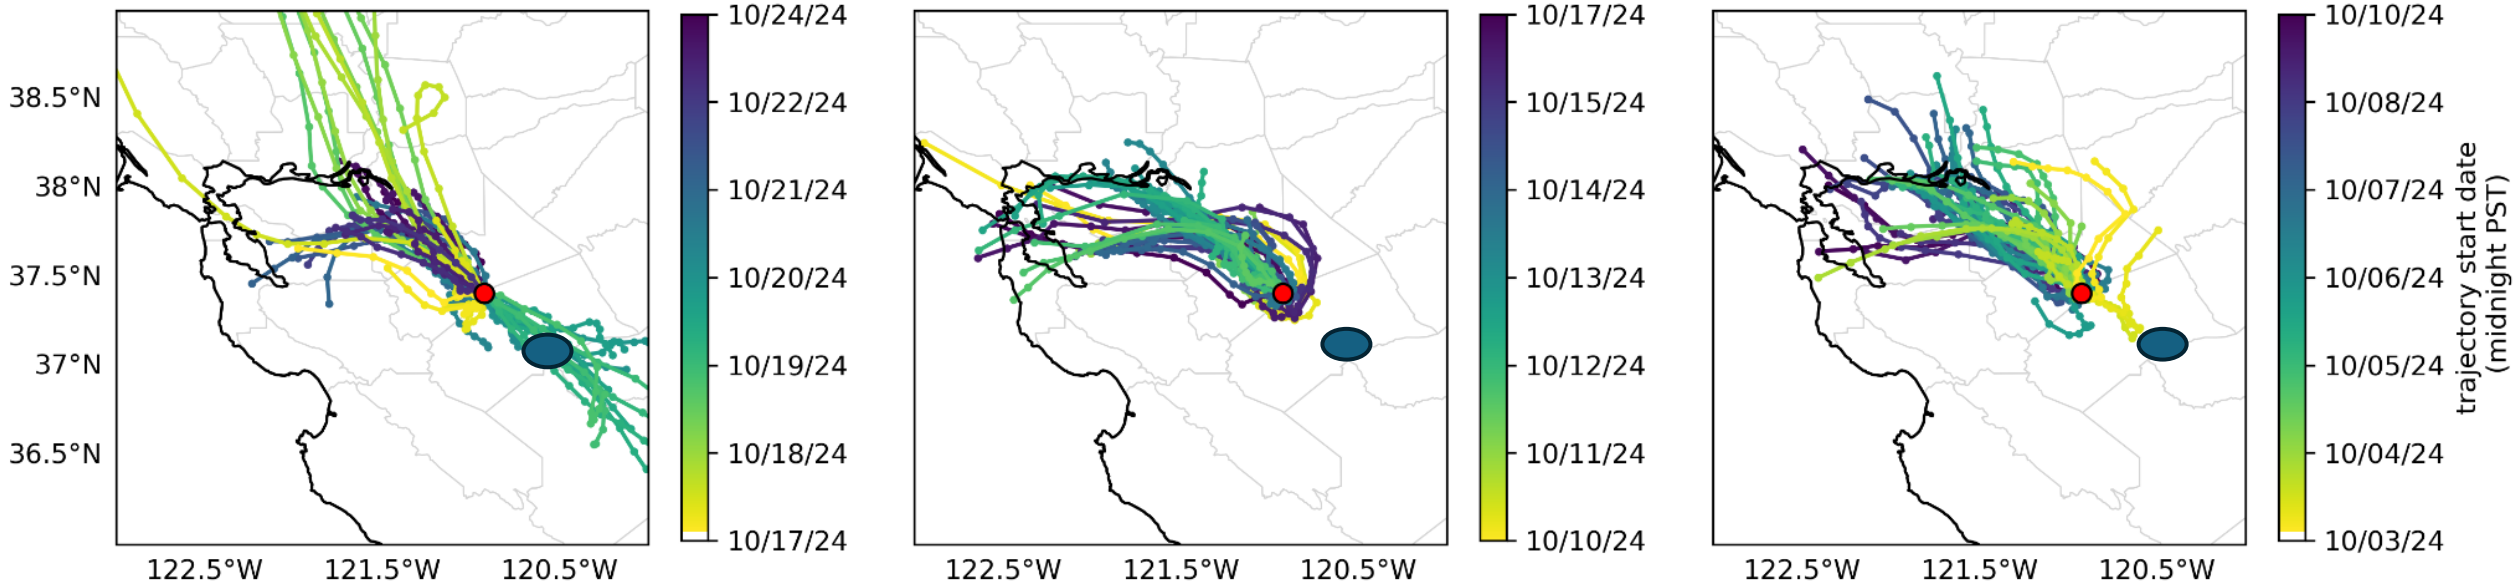 38.5°N
38°N
37.5°N
37°N
36.5°N
122.5°W 121.5°W 120.5°W
10/24/24
10/22/24
10/21/24
10/20/24
10/19/24
10/18/24
10/17/24
122.5°W 121.5°W 120.5°W
10/17/24
10/15/24
10/14/24
10/13/24
10/12/24
10/11/24
10/10/24
122.5°W 121.5°W 120.5°W
10/10/24
10/08/24
10/07/24
10/06/24
10/05/24
10/04/24
10/03/24
trajectory start date
(midnight PST)